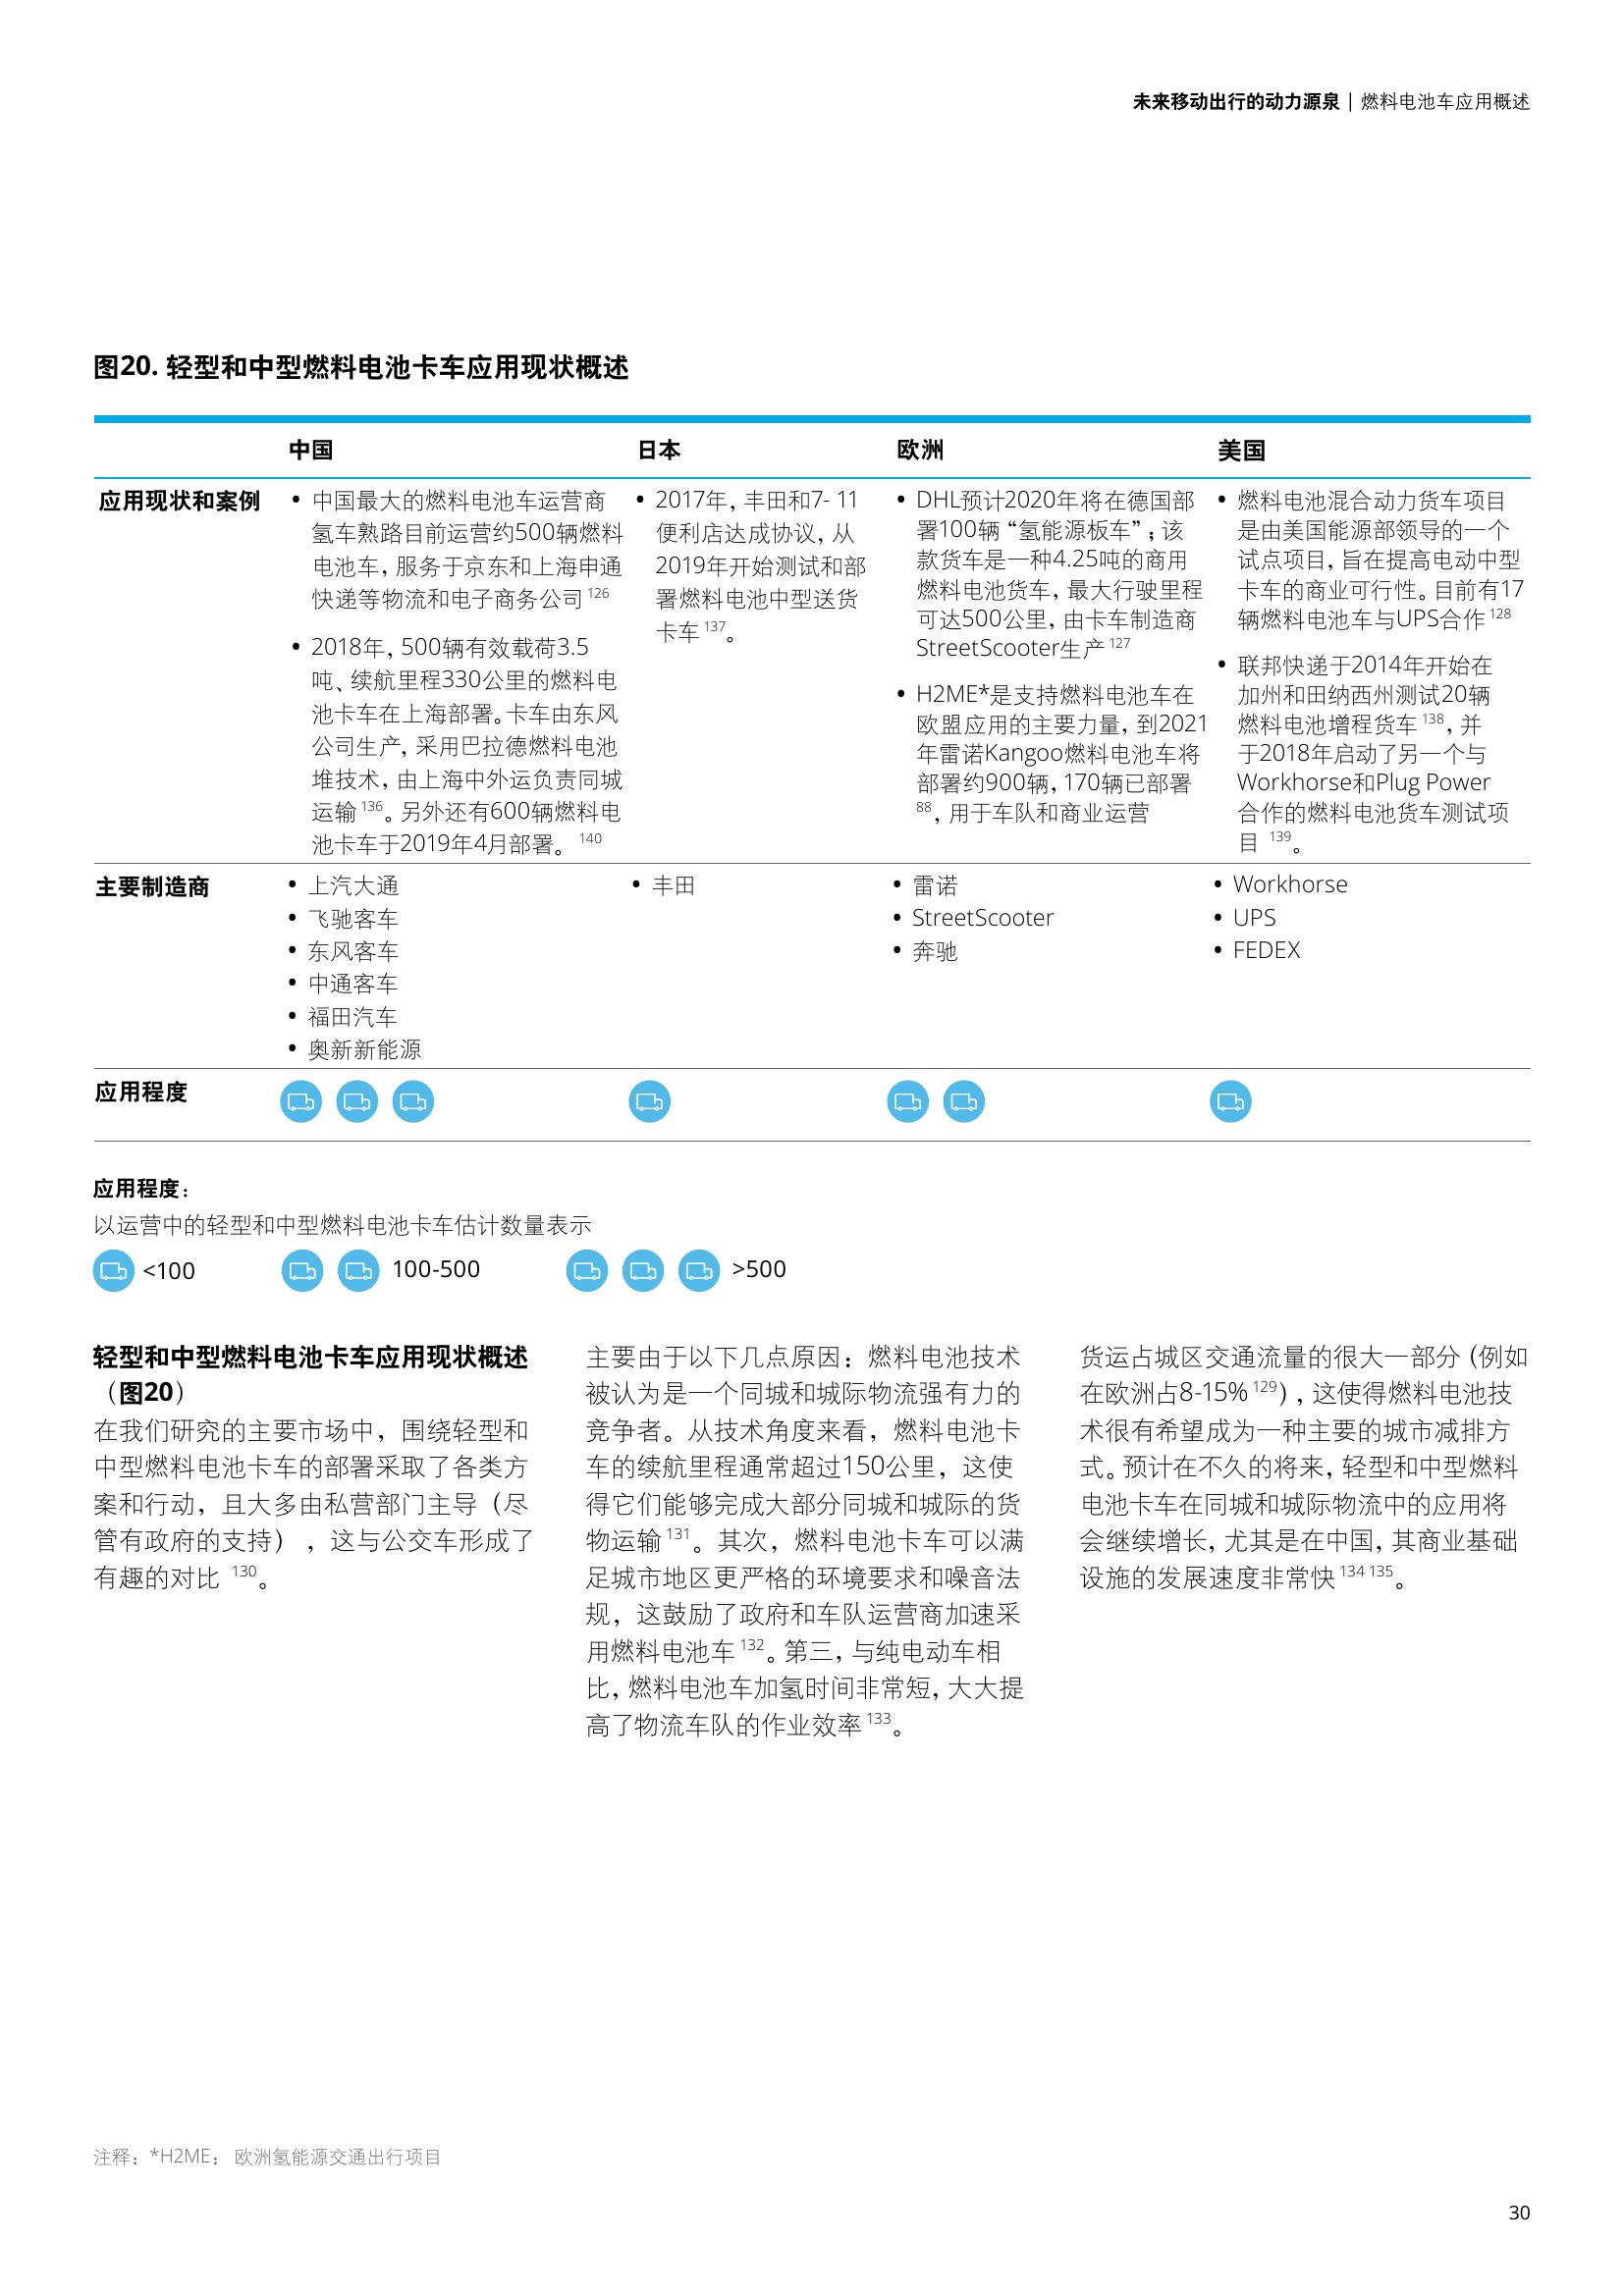 未来移动出行的动力源泉 | 燃料电池车应用概述
图20. 轻型和中型燃料电池卡车应用现状概述
中国
日本
欧洲
美国
应用现状和案例
• 中国最大的燃料电池车运营商
氢车熟路目前运营约500辆燃料
电池车，服务于京东和上海申通
快递等物流和电子商务公司126
• 2018年，500辆有效载荷3.5
吨、续航里程330公里的燃料电
池卡车在上海部署。卡车由东风
公司生产，采用巴拉德燃料电池
堆技术，由上海中外运负责同城
运输136。另外还有600辆燃料电
池卡车于2019年4月部署。 140
• 2017年，丰田和7- 11
便利店达成协议，从
2019年开始测试和部
署燃料电池中型送货
卡车137。
• DHL预计2020年将在德国部
署100辆 “氢能源板车” ；该
款货车是一种4.25吨的商用
燃料电池货车，最大行驶里程
可达500公里，由卡车制造商
StreetScooter生产127
• H2ME*是支持燃料电池车在
欧盟应用的主要力量，到2021
年雷诺Kangoo燃料电池车将
部署约900辆，170辆已部署
88，用于车队和商业运营
• 燃料电池混合动力货车项目
是由美国能源部领导的一个
试点项目，旨在提高电动中型
卡车的商业可行性。目前有17
辆燃料电池车与UPS合作128
• 联邦快递于2014年开始在
加州和田纳西州测试20辆
燃料电池增程货车138，并
于2018年启动了另一个与
Workhorse和Plug Power
合作的燃料电池货车测试项
目 139。
主要制造商
• 上汽大通
• 飞驰客车
• 东风客车
• 中通客车
• 福田汽车
• 奥新新能源
• 丰田
• 雷诺
• StreetScooter
• 奔驰
• Workhorse
• UPS
• FEDEX
应用程度
应用程度：
以运营中的轻型和中型燃料电池卡车估计数量表示
<100
100-500
>500
轻型和中型燃料电池卡车应用现状概述
（图20）
在我们研究的主要市场中，围绕轻型和
中型燃料电池卡车的部署采取了各类方
案和行动，且大多由私营部门主导（尽
管有政府的支持） ，这与公交车形成了
有趣的对比 130。
主要由于以下几点原因：燃料电池技术
被认为是一个同城和城际物流强有力的
竞争者。从技术角度来看，燃料电池卡
车的续航里程通常超过150公里，这使
得它们能够完成大部分同城和城际的货
物运输131。其次，燃料电池卡车可以满
足城市地区更严格的环境要求和噪音法
规，这鼓励了政府和车队运营商加速采
用燃料电池车132。第三，与纯电动车相
比，燃料电池车加氢时间非常短，大大提
高了物流车队的作业效率133。
货运占城区交通流量的很大一部分（例如
在欧洲占8-15%129），这使得燃料电池技
术很有希望成为一种主要的城市减排方
式。预计在不久的将来，轻型和中型燃料
电池卡车在同城和城际物流中的应用将
会继续增长，尤其是在中国，其商业基础
设施的发展速度非常快134 135。
注释：*H2ME： 欧洲氢能源交通出行项目
30